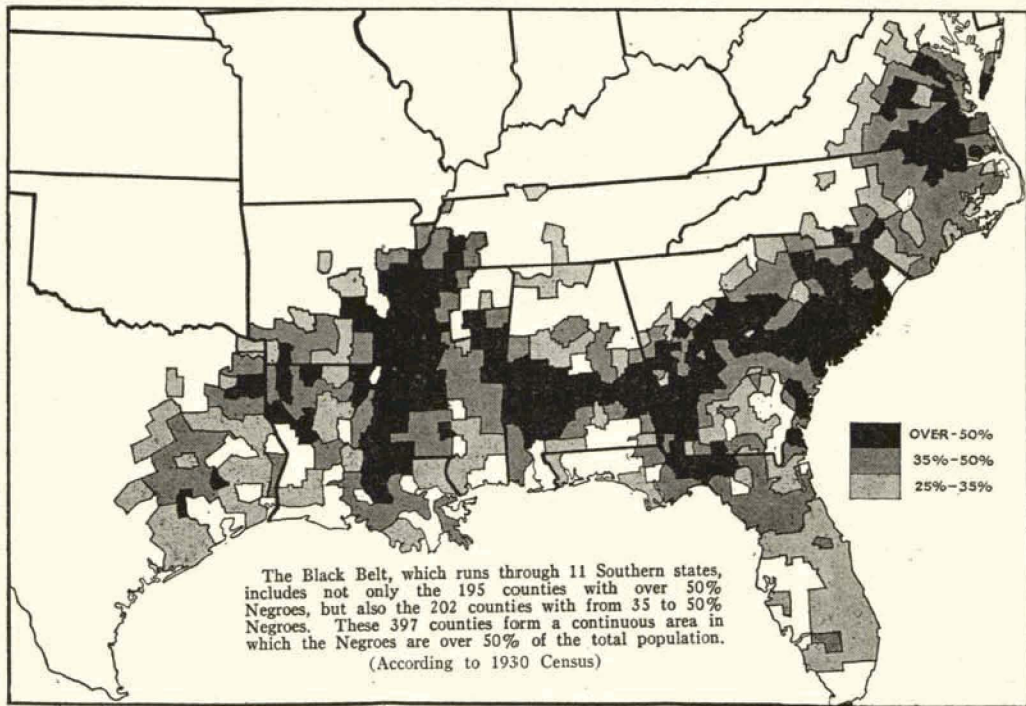 OVER-50%
35%-50%
25%-35%
The Black Belt, which runs through 11 Southern states,
includes not only the 195 counties with over 50%
Negroes, but also the 202 counties with from 35 to 50%
Negroes. These 397 counties form a continuous area in
which the Negroes are over 50% of the total population.
(According to 1930 Census)